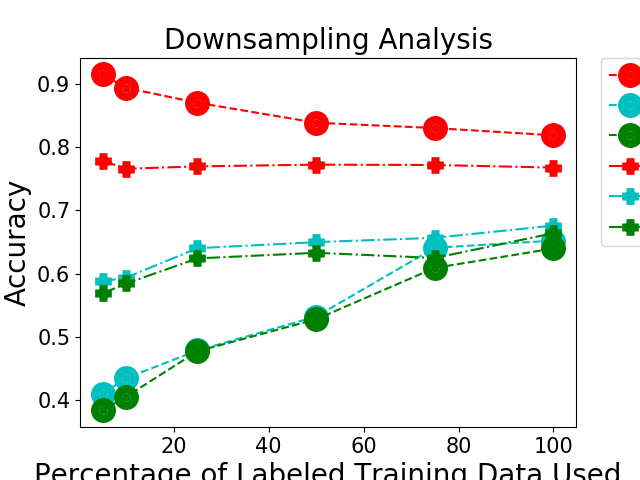 Downsampling Analysis
Accuracy
0.9
0.8
0.7
0.6
0.5
0.4
20 40 60 80 100
Percentage of Labeled Training Data Used